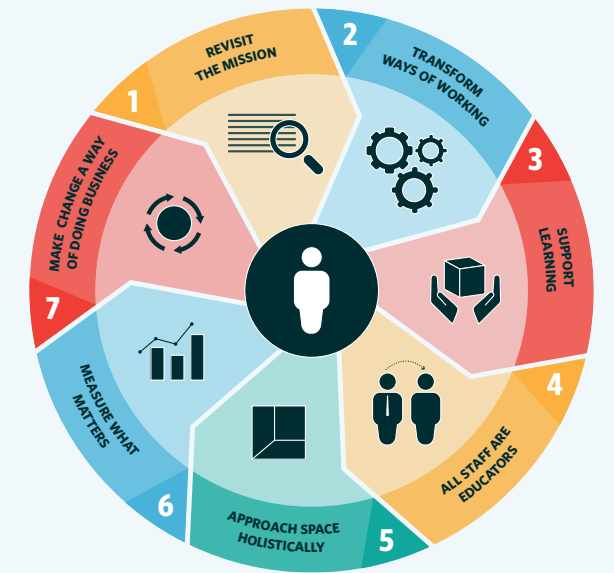 1
REVISIT
THE MISSION
2
TRANSFORM
WAYS OF WORKING
3
SUPPORT
LEARNING
4
ALL STAFF ARE
EDUCATORS
5
APPROACH SPACE
HOLISTICALLY
6
MEASURE WHAT
MATTERS
7
MAKE CHANGE A WAY
OF DOING BUSINESS